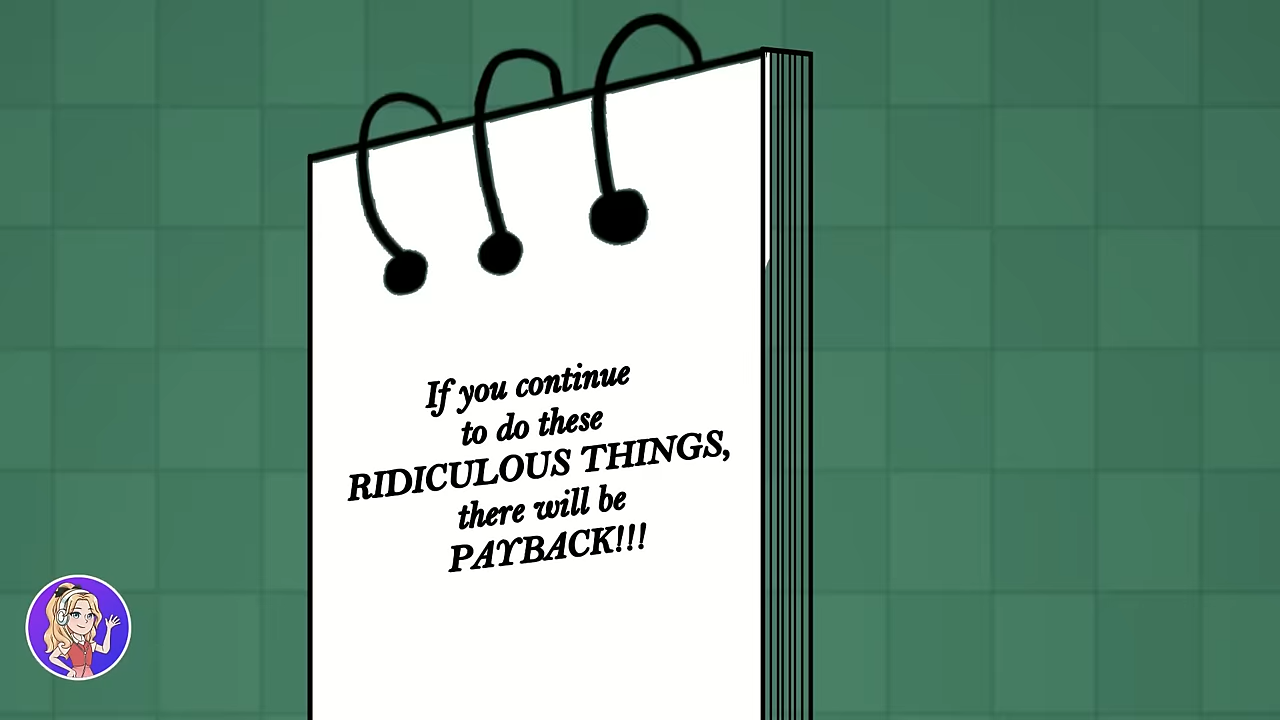 If you continue
to do these
RIDICULOUS THINGS,
there will be
PAYBACK!!!